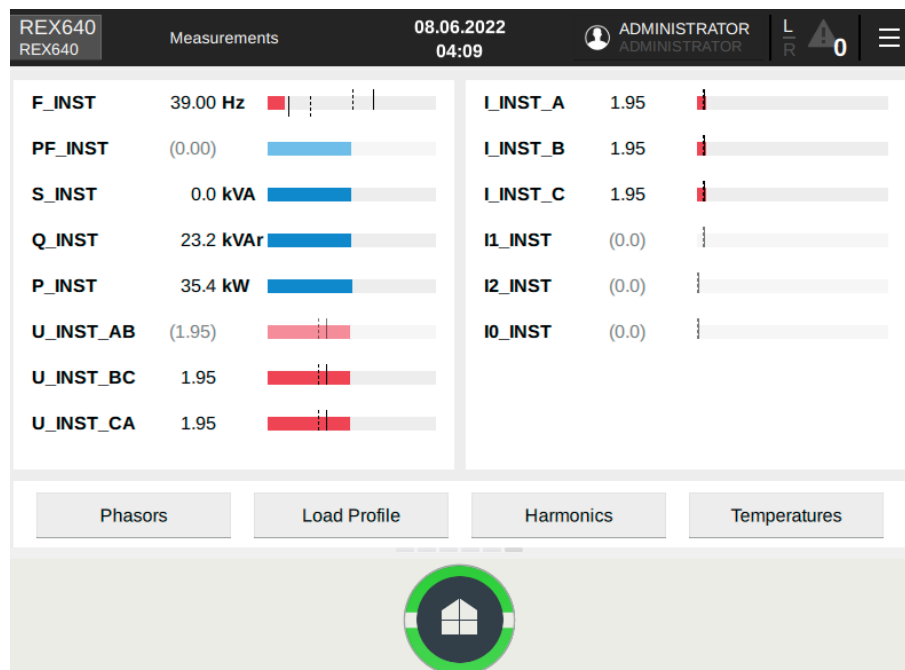 REX640
REX640
Measurements
08.06.2022
04:09
ADMINISTRATOR
ADMINISTRATOR
L
R
0
F_INST 39.00 Hz
PF_INST (0.00)
S_INST 0.0 kVA
Q_INST 23.2 kVAr
P_INST 35.4 kW
U_INST_AB (1.95)
U_INST_BC 1.95
U_INST_CA 1.95
I_INST_A 1.95
I_INST_B 1.95
I_INST_C 1.95
I1_INST (0.0)
I2_INST (0.0)
I0_INST (0.0)
Phasors Load Profile Harmonics Temperatures